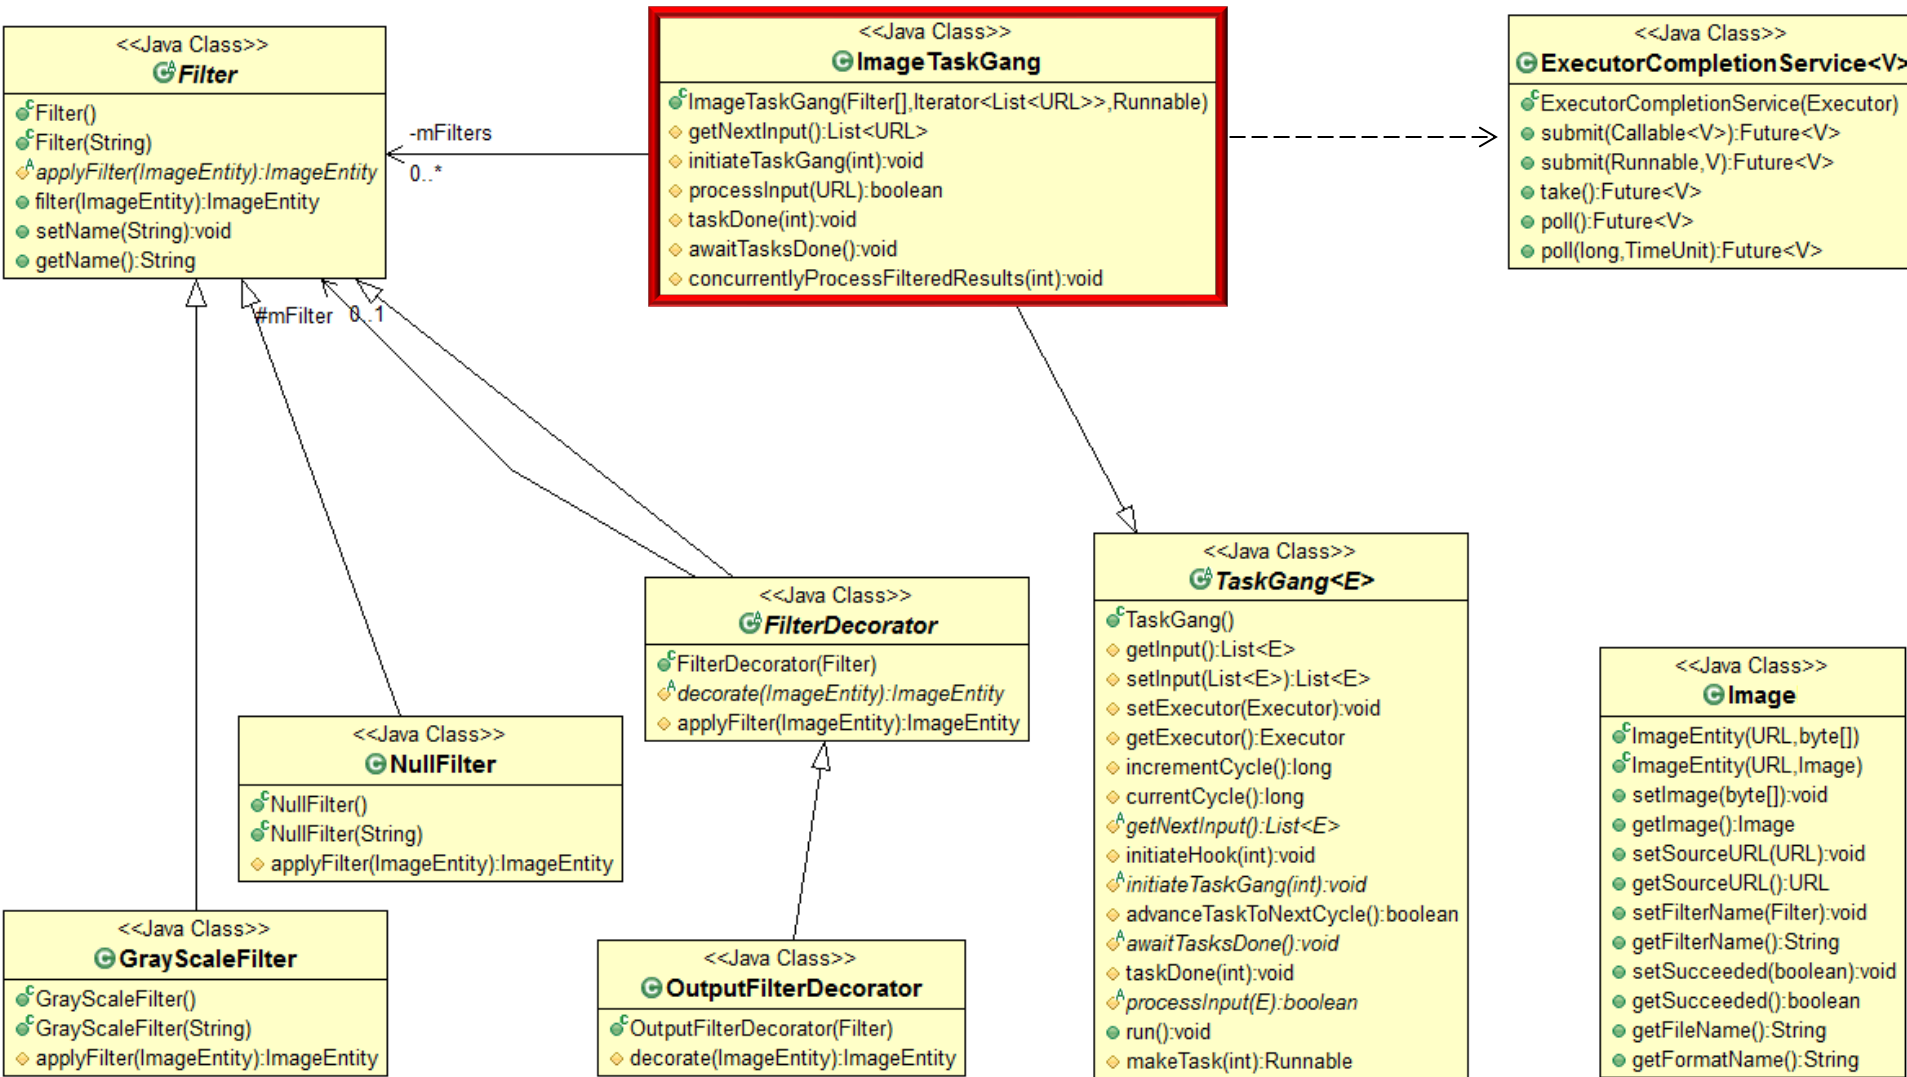 <<Java Class>>
Filter
Filter()
Filter(String)
applyFilter(ImageEntity):ImageEntity
filter(ImageEntity):ImageEntity
setName(String):void
getName():String
-mFilters
0..*
<<Java Class>>
ImageTaskGang
ImageTaskGang(Filter[],Iterator<List<URL>>,Runnable)
getNextInput():List<URL>
initiateTaskGang(int):void
processInput(URL):boolean
taskDone(int):void
awaitTasksDone():void
concurrentlyProcessFilteredResults(int):void
<<Java Class>>
ExecutorCompletionService<V>
ExecutorCompletionService(Executor)
submit(Callable<V>):Future<V>
submit(Runnable,V):Future<V>
take():Future<V>
poll():Future<V>
poll(long,TimeUnit):Future<V>
#mFilter 0..1
<<Java Class>>
FilterDecorator
FilterDecorator(Filter)
decorate(ImageEntity):ImageEntity
applyFilter(ImageEntity):ImageEntity
<<Java Class>>
NullFilter
NullFilter()
NullFilter(String)
applyFilter(ImageEntity):ImageEntity
<<Java Class>>
GrayScaleFilter
GrayScaleFilter()
GrayScaleFilter(String)
applyFilter(ImageEntity):ImageEntity
<<Java Class>>
OutputFilterDecorator
OutputFilterDecorator(Filter)
decorate(ImageEntity):ImageEntity
<<Java Class>>
TaskGang<E>
TaskGang()
getInput():List<E>
setInput(List<E>):List<E>
setExecutor(Executor):void
getExecutor():Executor
incrementCycle():long
currentCycle():long
getNextInput():List<E>
initiateHook(int):void
initiateTaskGang(int):void
advanceTaskToNextCycle():boolean
awaitTasksDone():void
taskDone(int):void
processInput(E):boolean
run():void
makeTask(int):Runnable
<<Java Class>>
Image
ImageEntity(URL,byte[])
ImageEntity(URL,Image)
setImage(byte[]):void
getImage():Image
setSourceURL(URL):void
getSourceURL():URL
setFilterName(Filter):void
getFilterName():String
setSucceeded(boolean):void
getSucceeded():boolean
getFileName():String
getFormatName():String